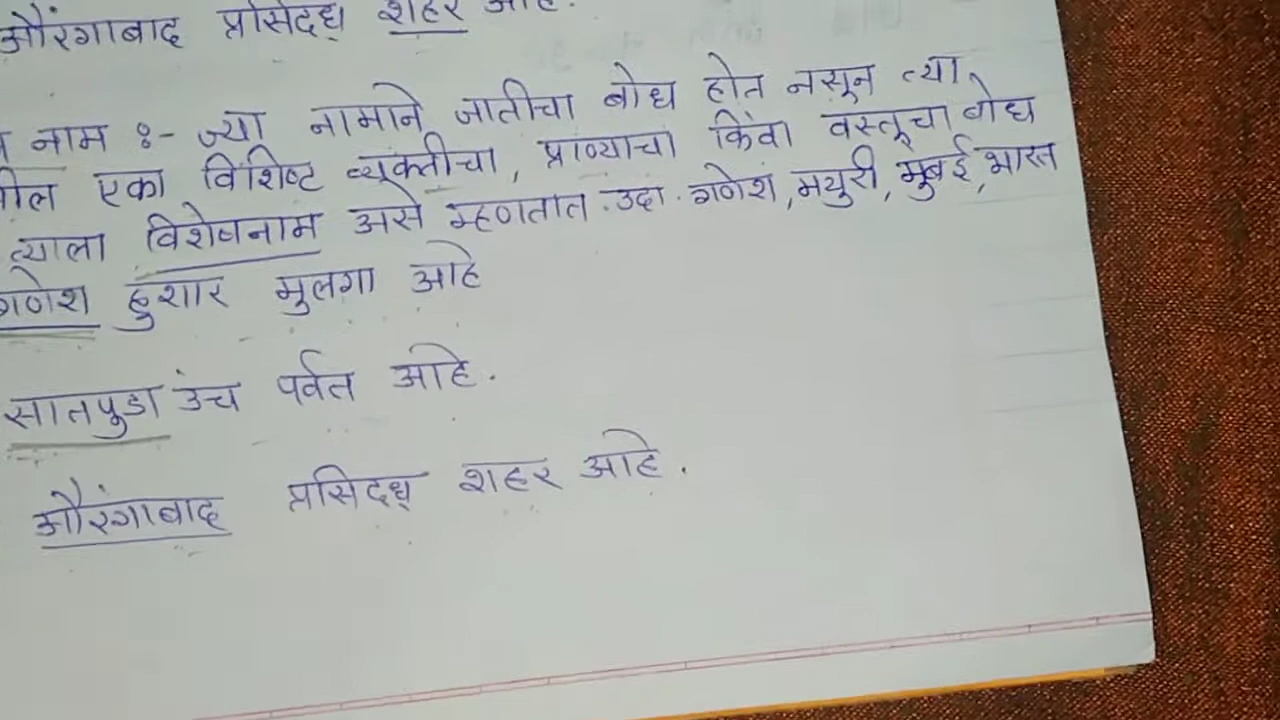 औरंगाबाद प्रसिद्ध शहर आहे.
नाम :- ज्या नामाने जातीचा बोध होत नसून त्या
एका विशिष्ट व्यक्तीचा, प्राण्याचा किंवा वस्तूचा बोध
त्याला विशेषनाम असे म्हणतात. उदा. गणेश, मयुरी, मुंबई, भारत
गणेश हुशार मुलगा आहे
सातपुडा उंच पर्वत आहे.
औरंगाबाद प्रसिद्ध शहर आहे.